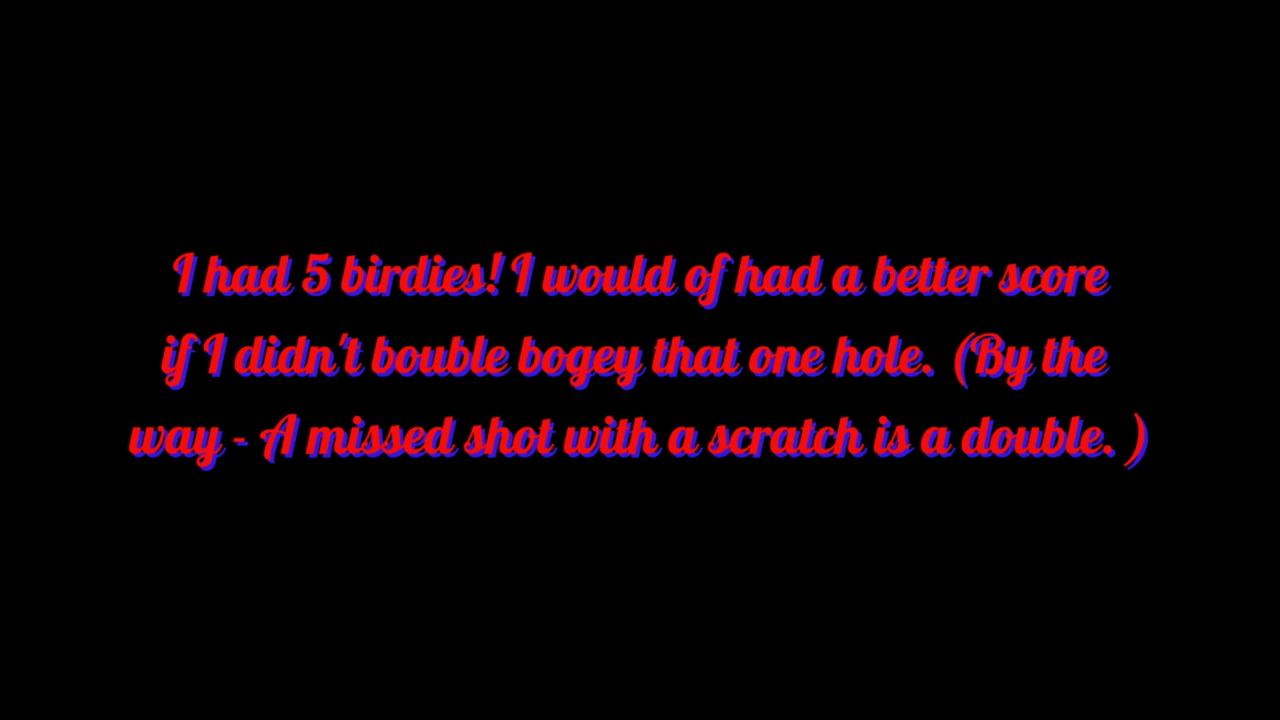 I had 5 birdies! I would of had a better score
if I didn't bouble bogey that one hole. (By the
way - A missed shot with a scratch is a double. )